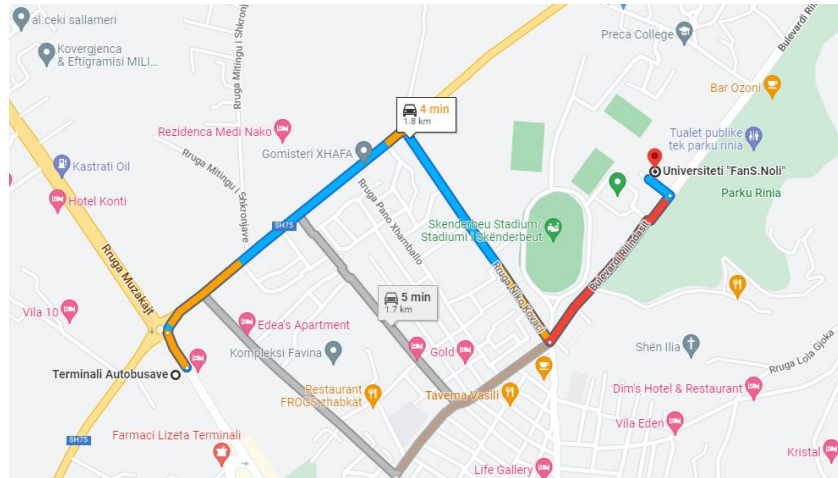 al.ceki sallameri
Kovergjenca
& Eftigramisi MILI...
Rruga Mitingu i Shkronjave
Preca College
Bulevardi Rilindasit
Bar Ozoni
4 min
1.8 km
Rezidenca Medi Nako
Gomisteri XHAFA
Tualet publike
tek parku rinia
Kastrati Oil
Rruga Mitingu i Shkronjave
Universiteti "FanS.Noli"
Hotel Konti
Rruga Pano Xhamballo
Parku Rinia
SH75
Skenderbeu Stadium/
Stadiumi i Skënderbeut
Rruga Muzakajt
Bulevardi Rilindasit
Rruga Niko Kovaçi
5 min
1.7 km
Vila 10
Edea's Apartment
Kompleksi Favina
Gold
Shën Ilia
Rruga Lola Gjoka
Terminali Autobusave
Restaurant
FROGS zhabkat
Taverna Vasili
Dim's Hotel & Restaurant
Vila Eden
Farmaci Lizeta Terminali
SH75
Life Gallery
Kristal